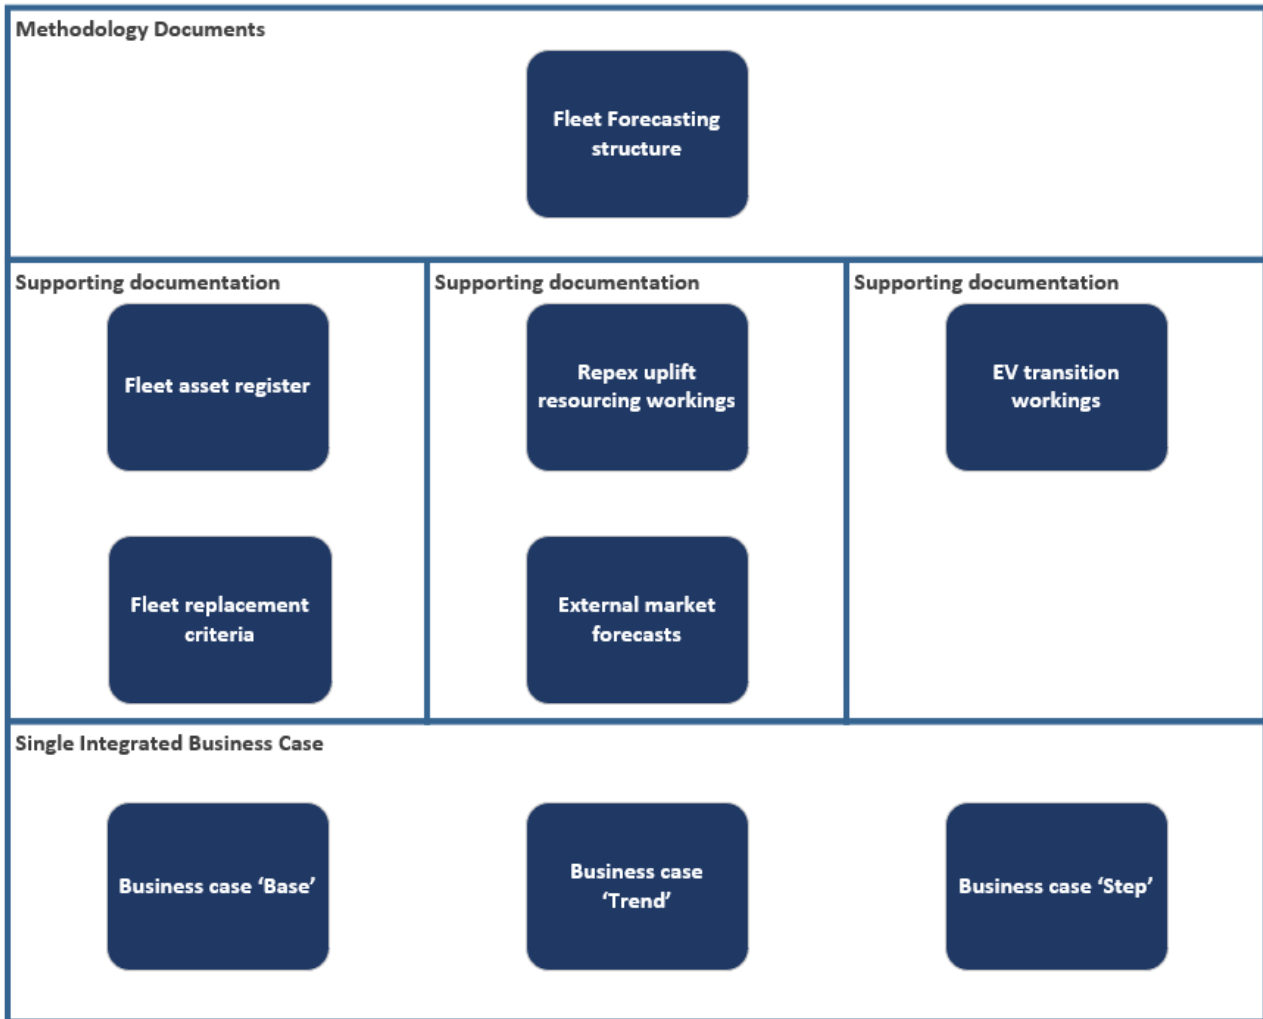 Methodology Documents
Fleet Forecasting
structure
Supporting documentation
Fleet asset register
Fleet replacement
criteria
Supporting documentation
Repex uplift
resourcing workings
External market
forecasts
Supporting documentation
EV transition
workings
Single Integrated Business Case
Business case ‘Base’
Business case
‘Trend’
Business case ‘Step’